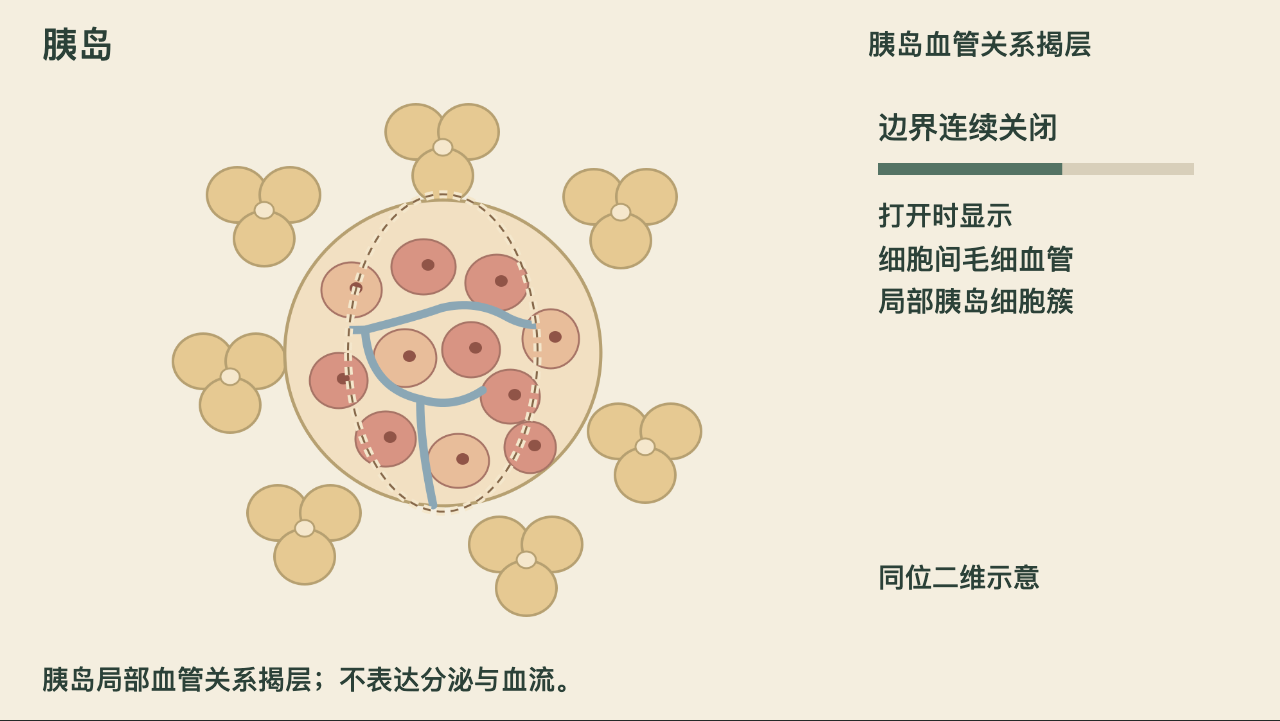 胰岛
胰岛血管关系揭层
边界连续关闭
打开时显示
细胞间毛细血管
局部胰岛细胞簇
同位二维示意
胰岛局部血管关系揭层；不表达分泌与血流。